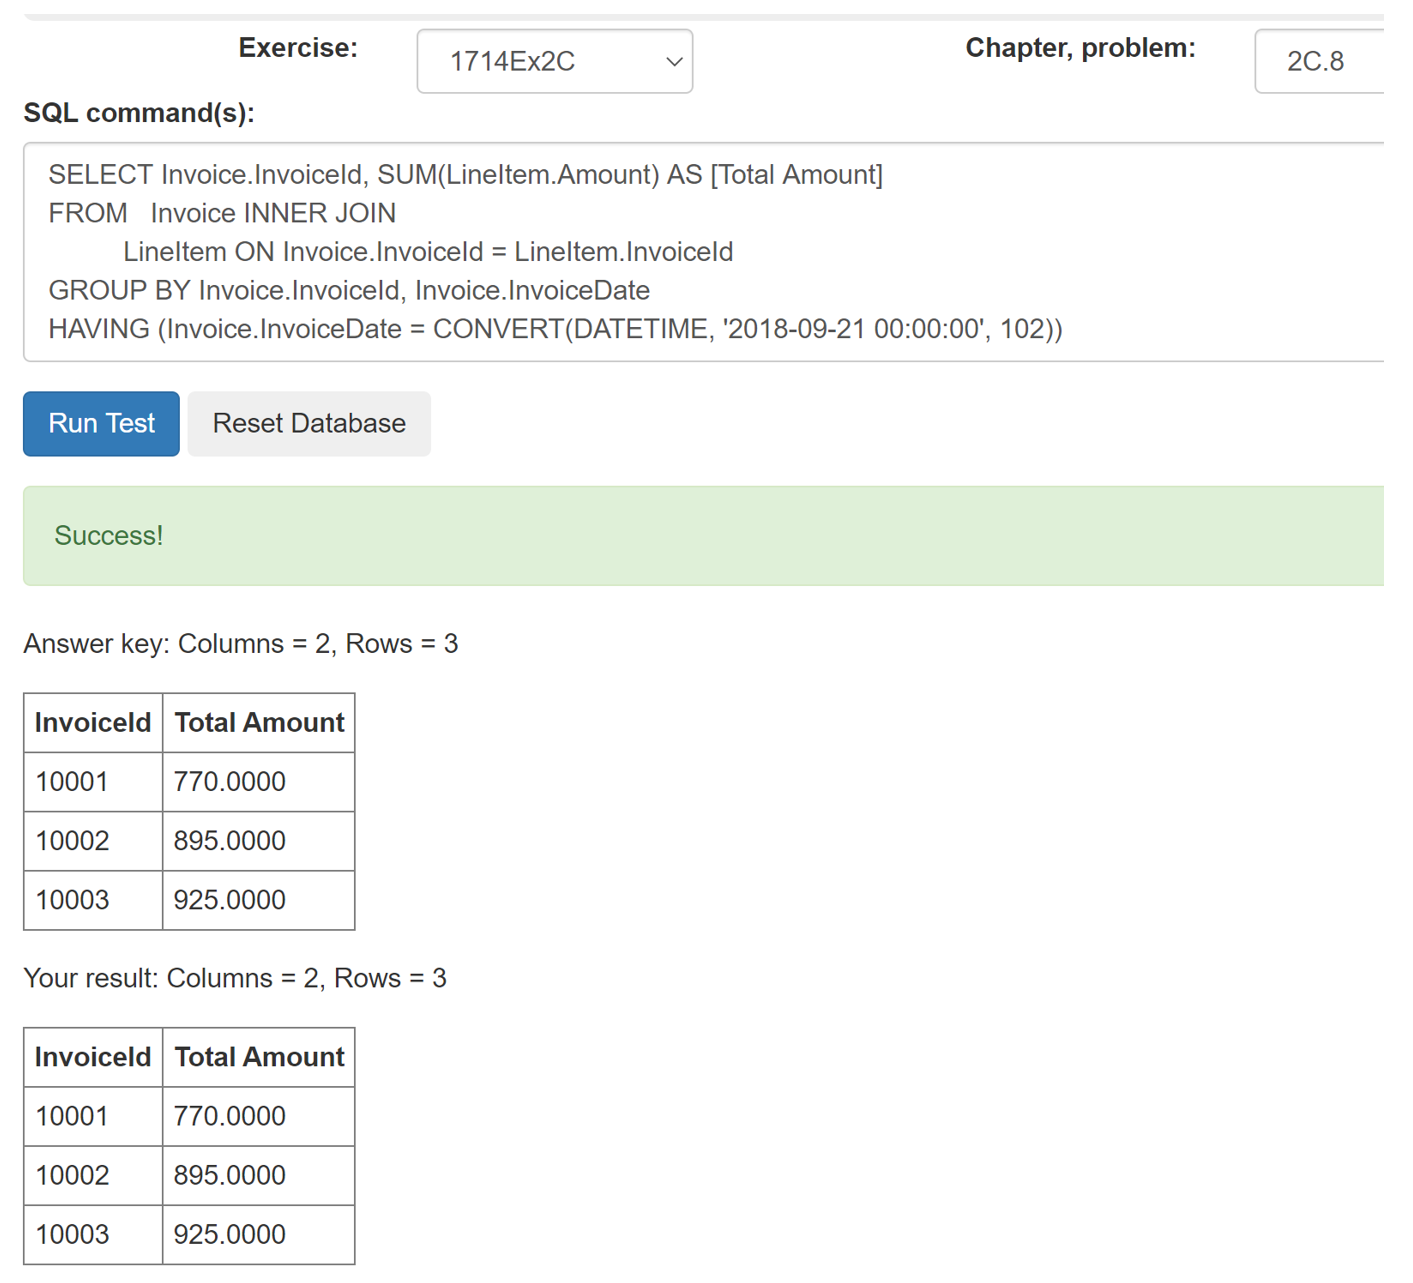 Exercise: 1714Ex2C Chapter, problem: 2C.8
SQL command(s):
SELECT Invoice.InvoiceId, SUM(LineItem.Amount) AS [Total Amount]
FROM   Invoice INNER JOIN
LineItem ON Invoice.InvoiceId = LineItem.InvoiceId
GROUP BY Invoice.InvoiceId, Invoice.InvoiceDate
HAVING (Invoice.InvoiceDate = CONVERT(DATETIME, '2018-09-21 00:00:00', 102))
Run Test Reset Database
Success!
Answer key: Columns = 2, Rows = 3
InvoiceId Total Amount
10001 770.0000
10002 895.0000
10003 925.0000
Your result: Columns = 2, Rows = 3
InvoiceId Total Amount
10001 770.0000
10002 895.0000
10003 925.0000